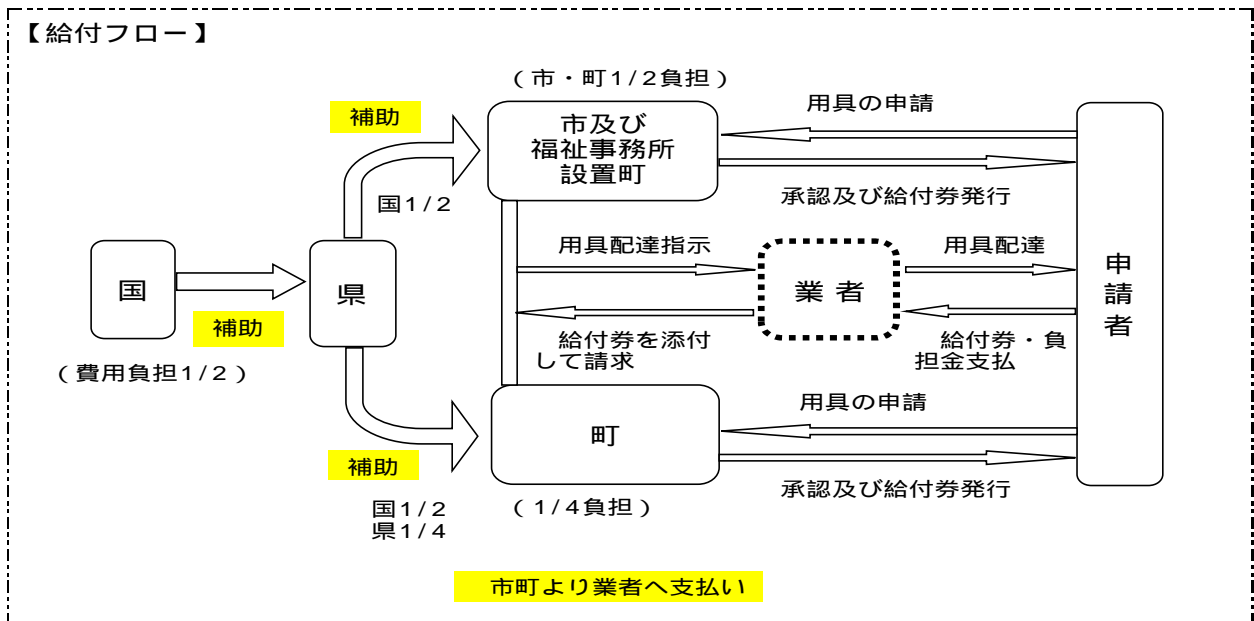 【給付フロー】
（市・町1/2負担）
補助
市及び
福祉事務所
設置町
用具の申請
承認及び給付券発行
国1/2
国
補助
（費用負担1/2）
県
用具配達指示
業者
用具配達
申請者
給付券を添付
して請求
給付券・負
担金支払
用具の申請
町
補助
承認及び給付券発行
国1/2
県1/4
（1/4負担）
市町より業者へ支払い